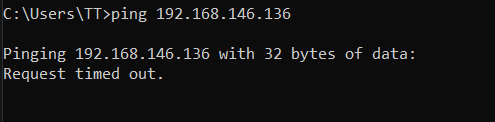 C:\Users\TT>ping 192.168.146.136
Pinging 192.168.146.136 with 32 bytes of data:
Request timed out.